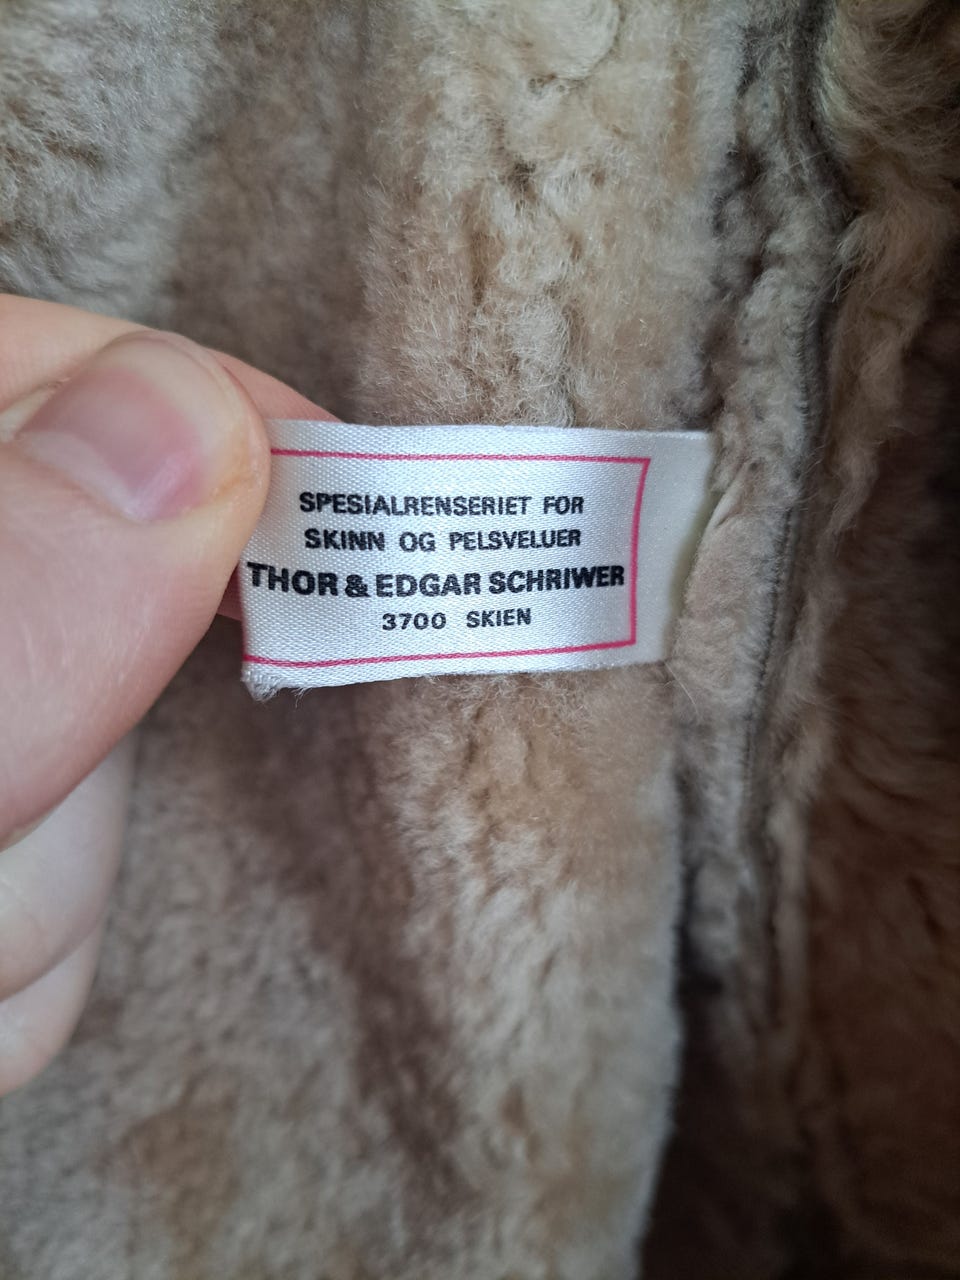 SPESIALRENSERIET FOR
SKINN OG PELSVELUER
THOR & EDGAR SCHRIWER
3700 SKIEN